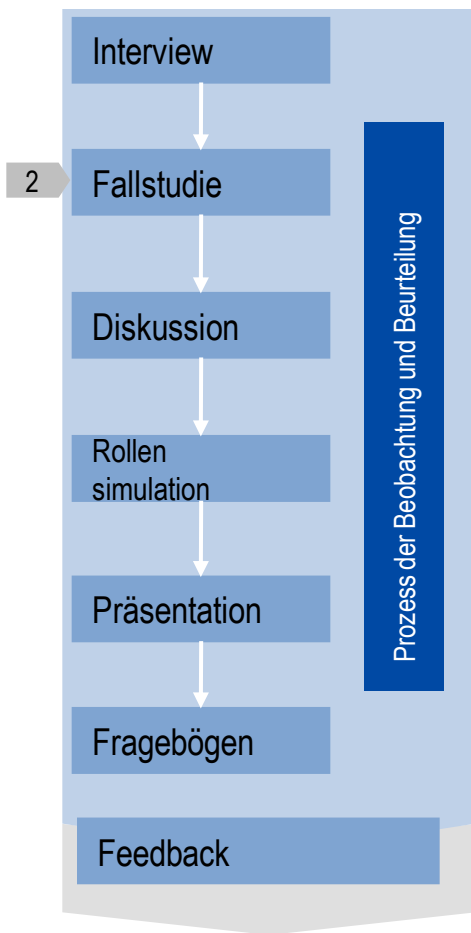 Interview
2
Fallstudie
Diskussion
Rollen
simulation
Präsentation
Fragebögen
Feedback
Prozess der Beobachtung und Beurteilung